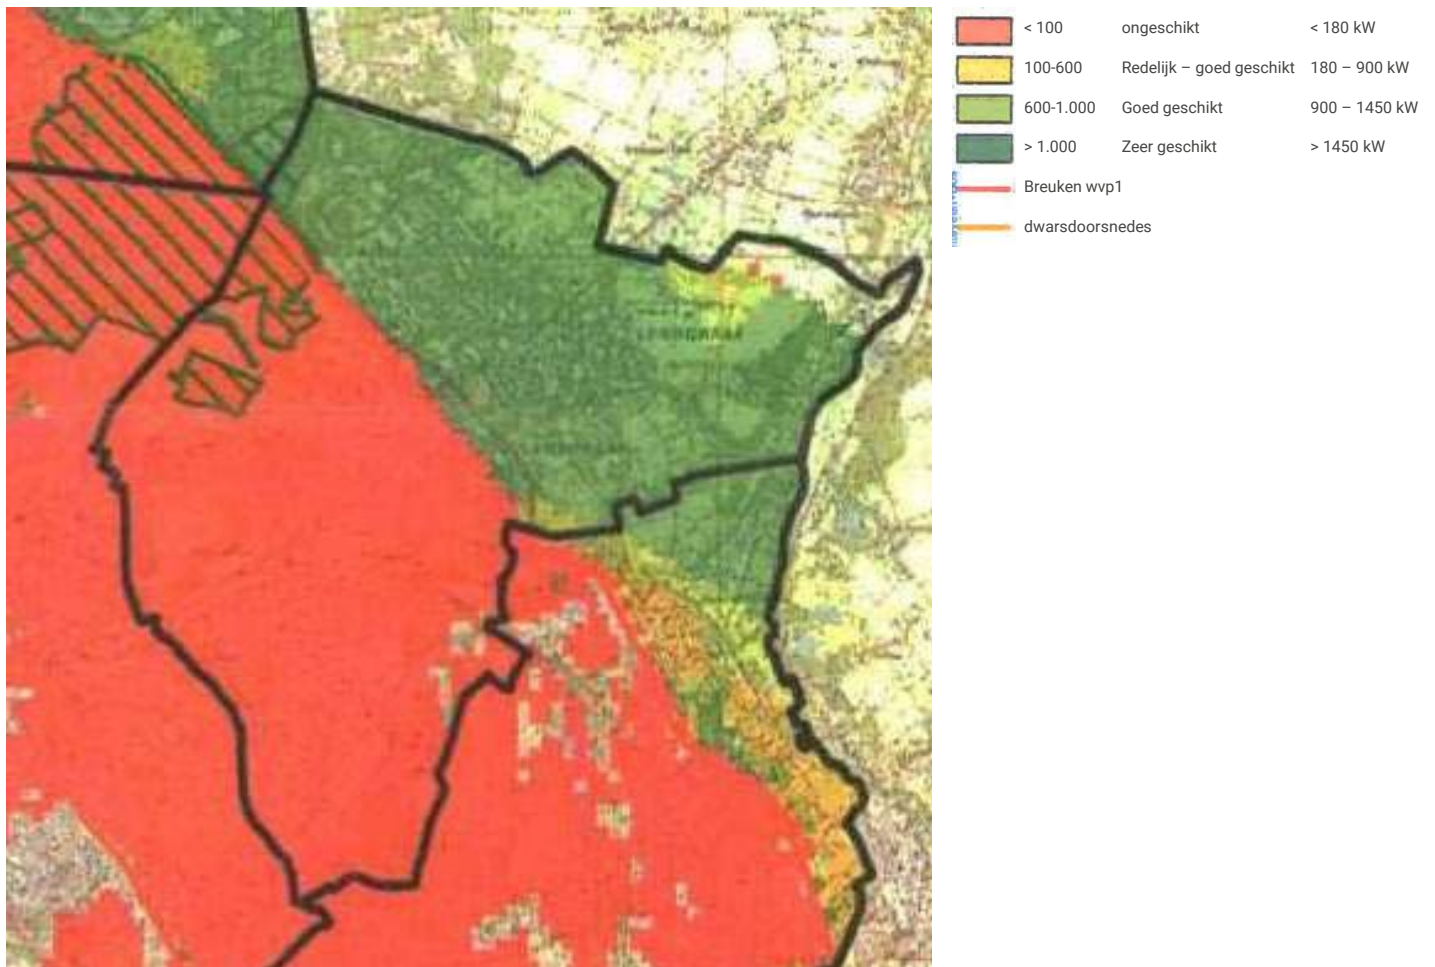 < 100 ongeschikt < 180 kW
100-600 Redelijk – goed geschikt 180 – 900 kW
600-1.000 Goed geschikt 900 – 1450 kW
> 1.000 Zeer geschikt > 1450 kW
Breuken wvp1
dwarsdoorsnedes